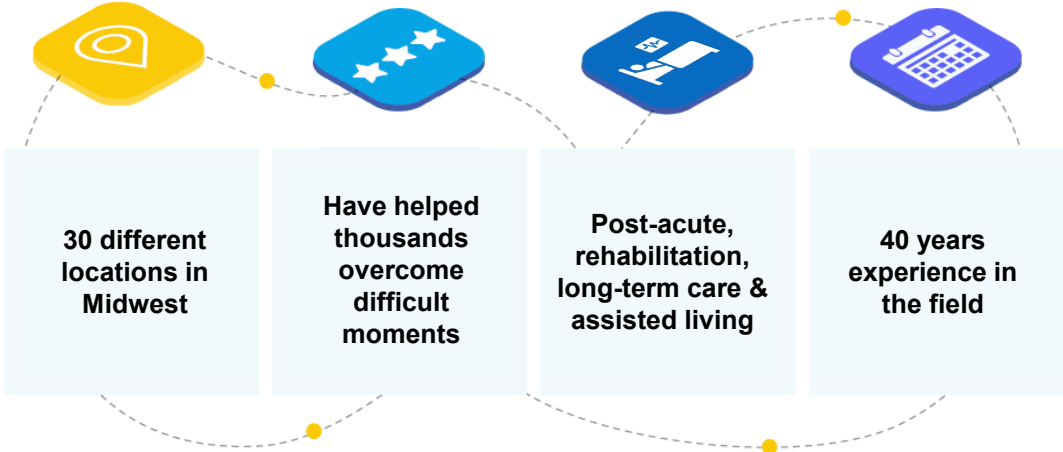 30 different
locations in
Midwest
Have helped
thousands
overcome
difficult
moments
Post-acute,
rehabilitation,
long-term care &
assisted living
40 years
experience in
the field